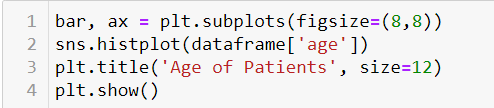 1 bar, ax = plt.subplots(figsize=(8,8))
2 sns.histplot(dataframe['age'])
3 plt.title('Age of Patients', size=12)
4 plt.show()